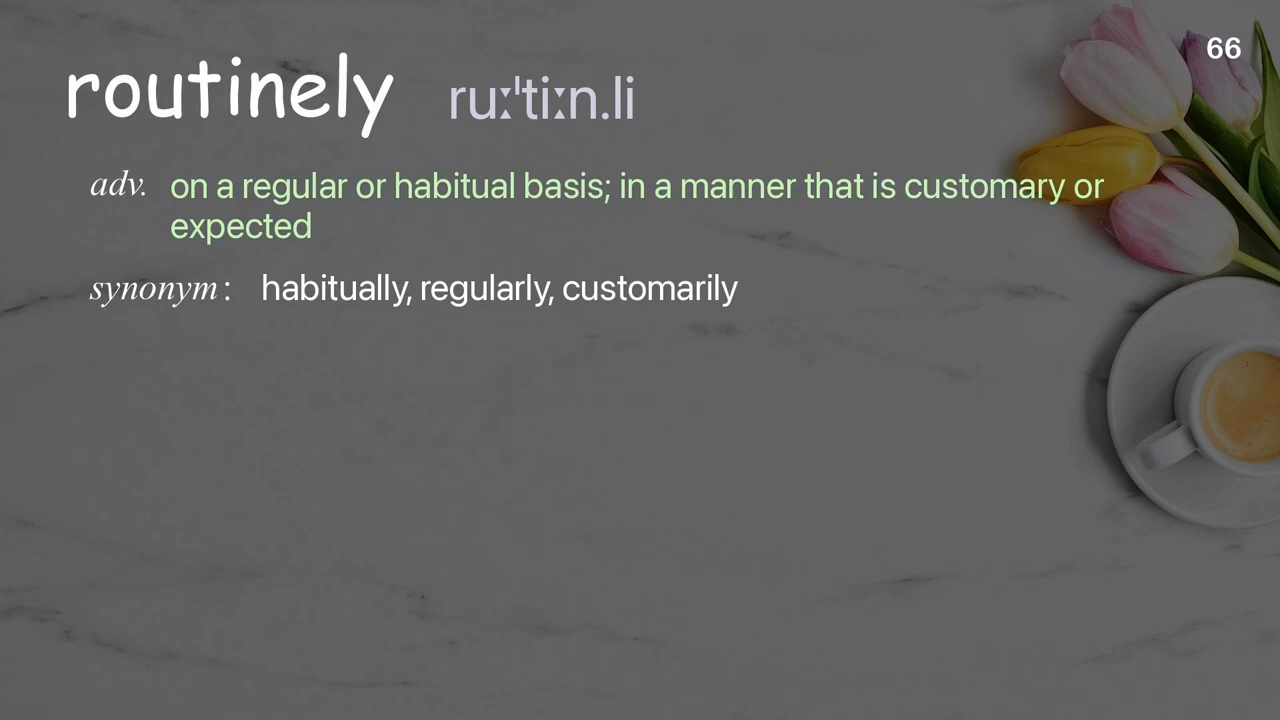 66
routinely ruːˈtiːn.li
adv. on a regular or habitual basis; in a manner that is customary or
expected
synonym: habitually, regularly, customarily